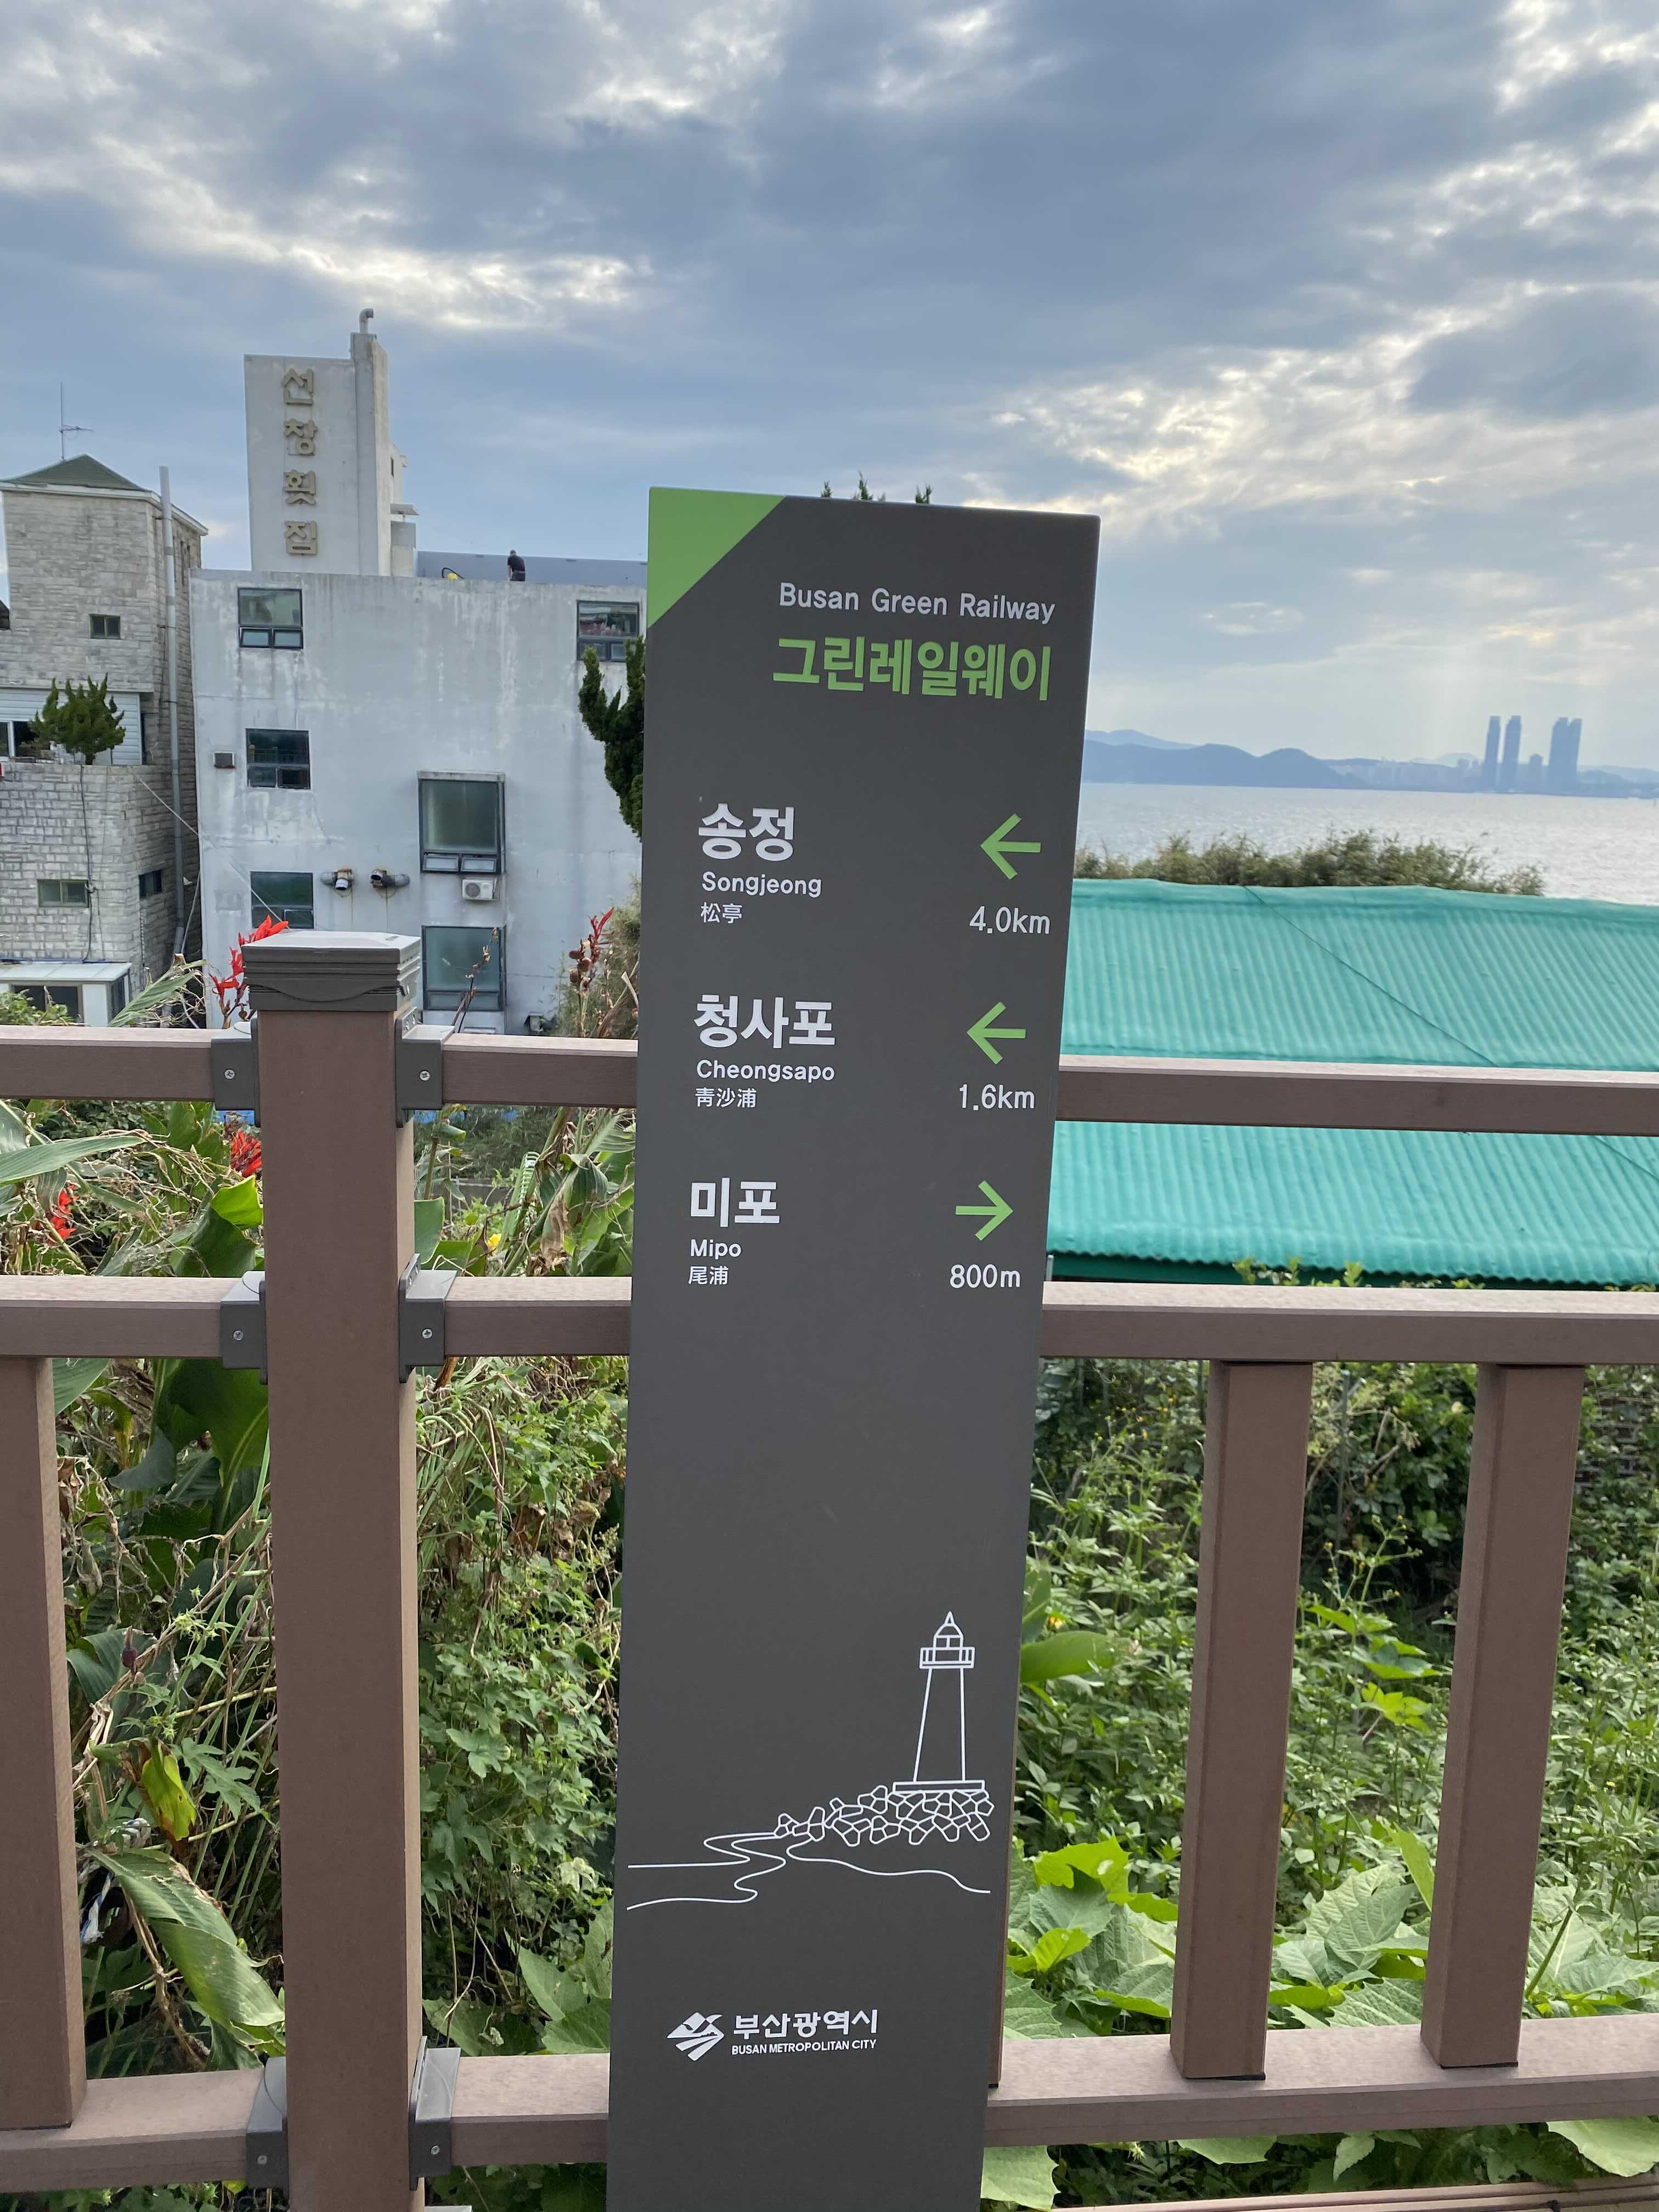 선창횟집
Busan Green Railway
그린레일웨이
송정
Songjeong
松亭
4.0km
청사포
Cheongsapo
靑沙浦
1.6km
미포
Mipo
尾浦
800m
부산광역시
BUSAN METROPOLITAN CITY